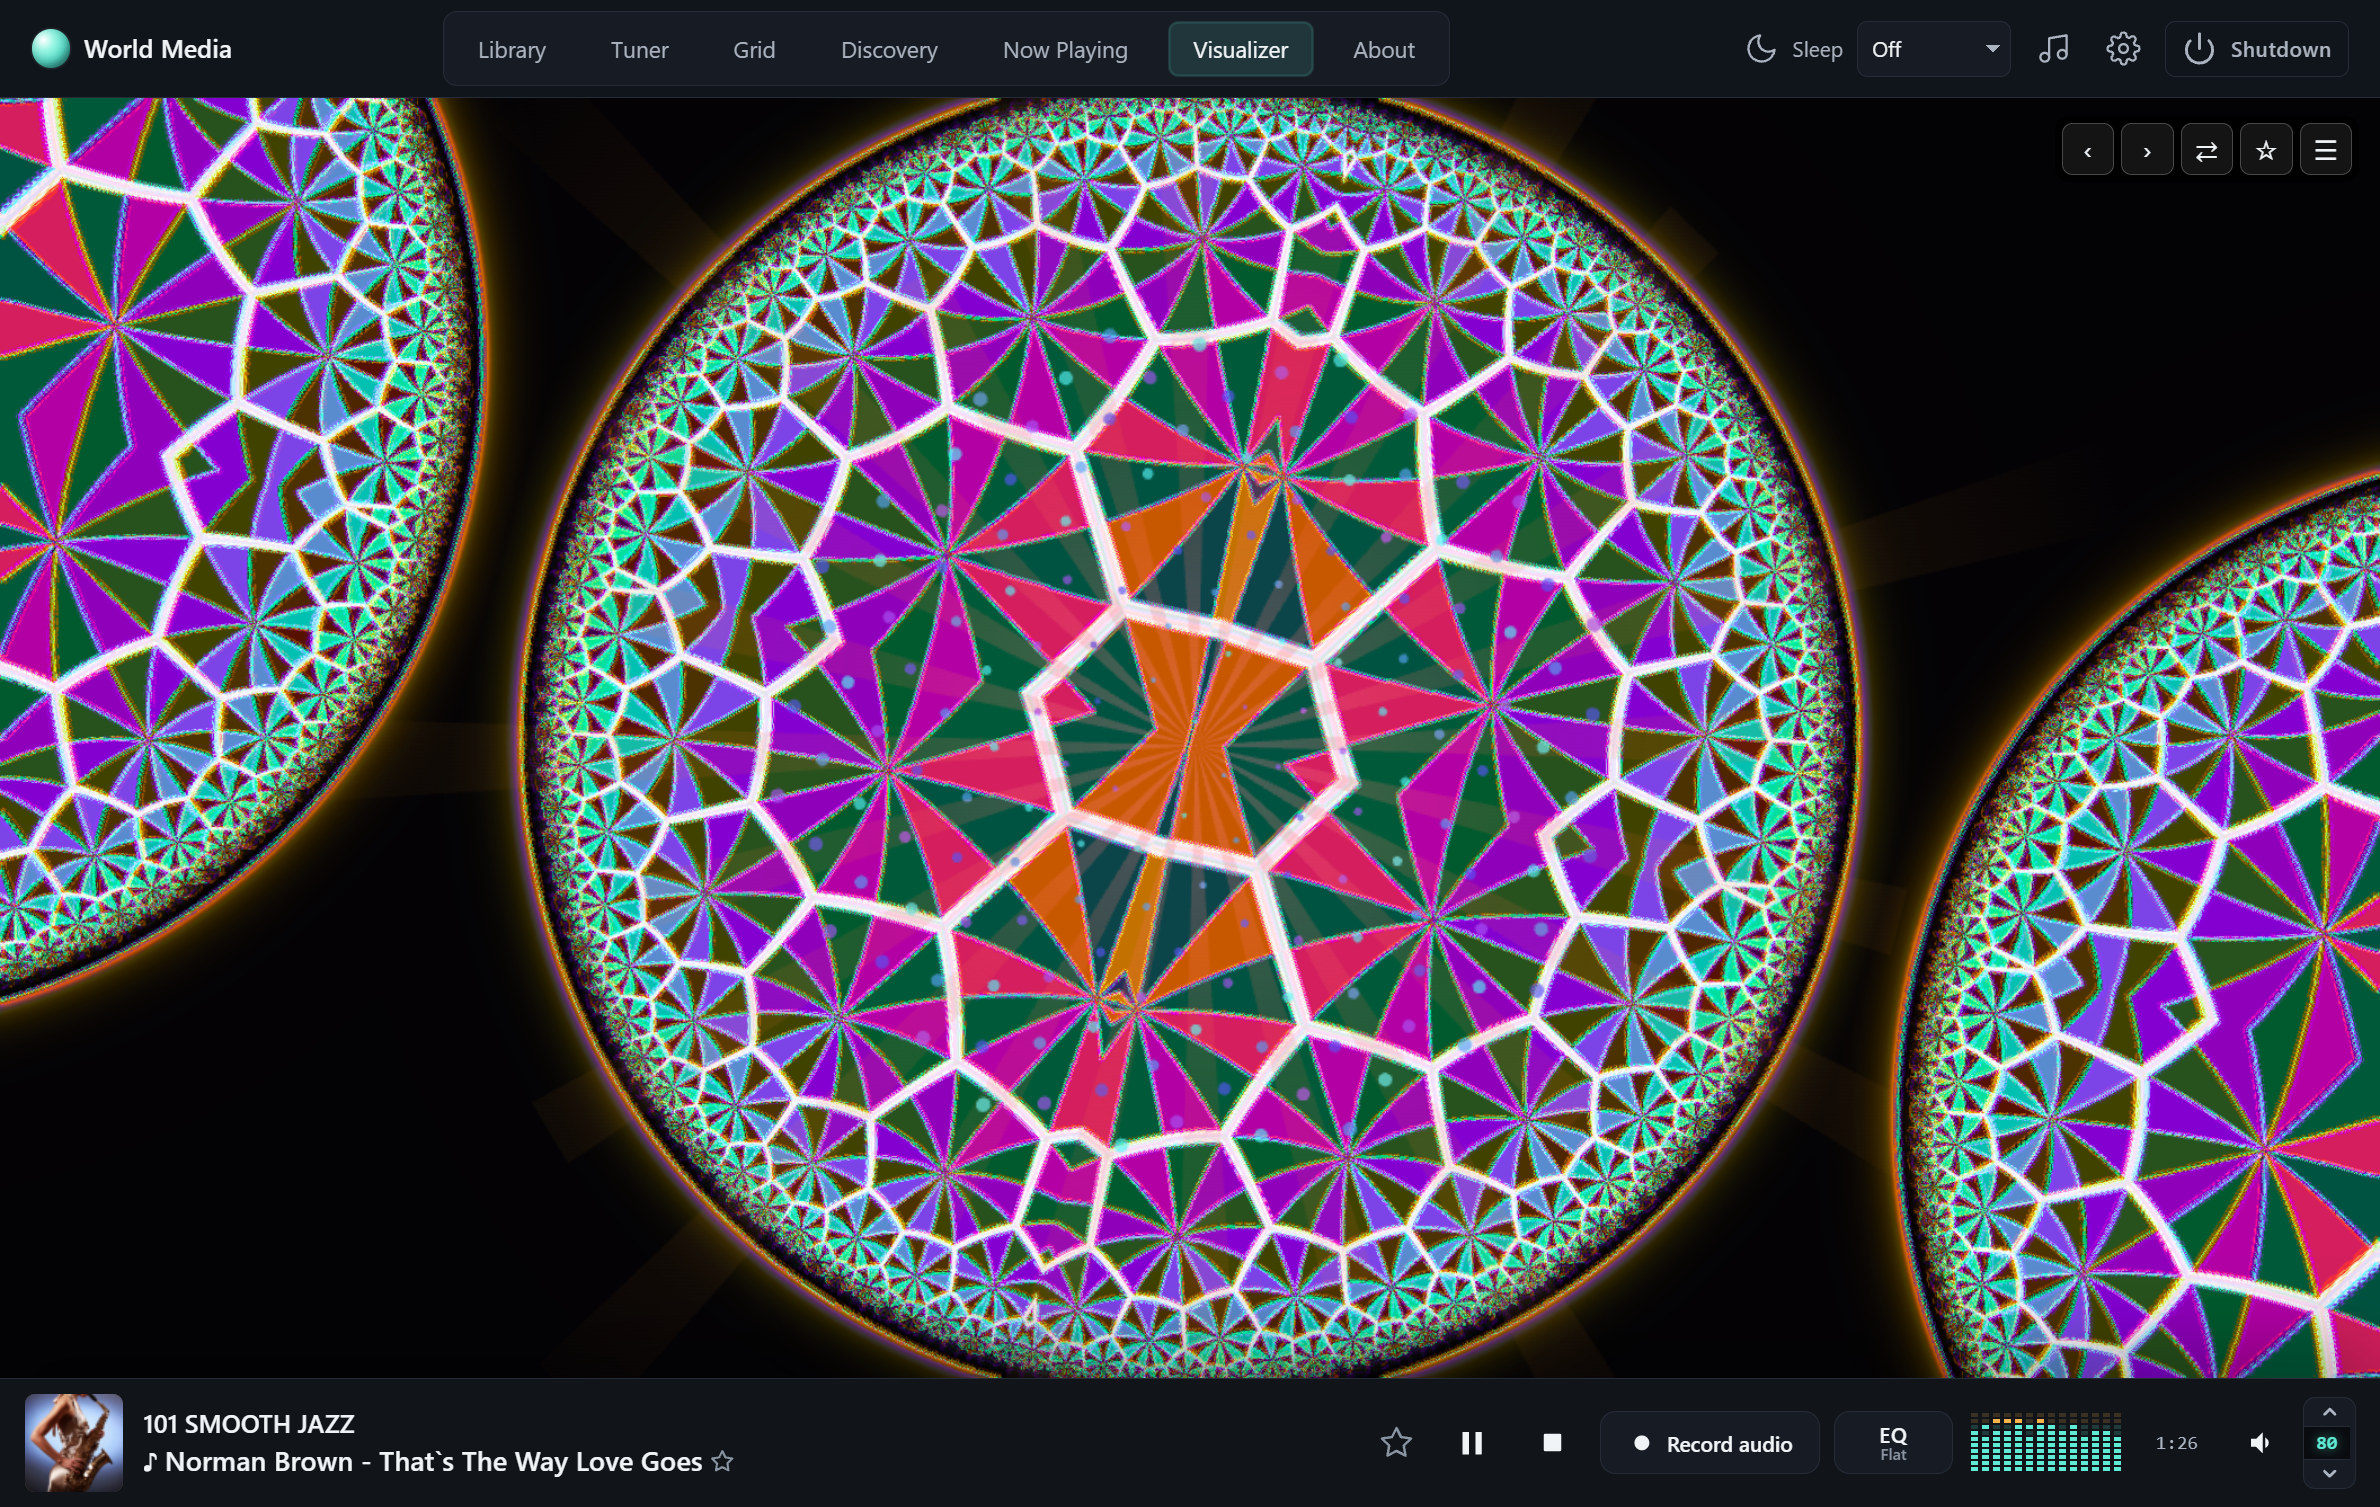 World Media
Library
Tuner
Grid
Discovery
Now Playing
Visualizer
About
Sleep
Off
Shutdown
101 SMOOTH JAZZ
Norman Brown - That`s The Way Love Goes
Record audio
EQ
Flat
1:26
80